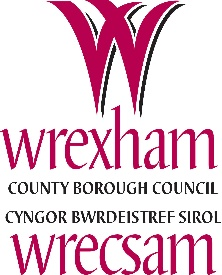 wrexham
COUNTY BOROUGH COUNCIL
CYNGOR BWRDEISTREF SIROL
wrecsam